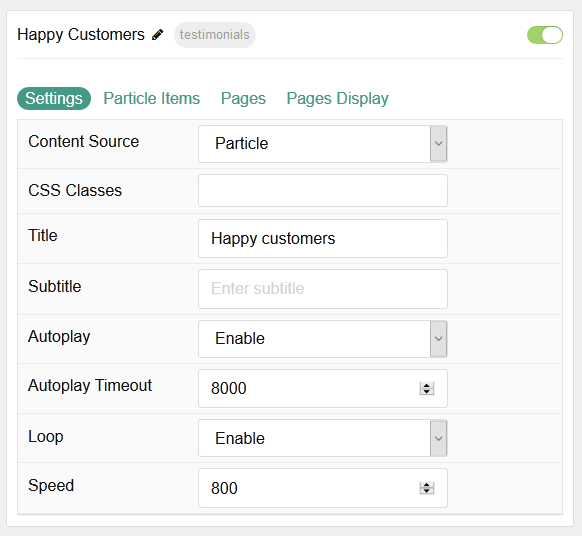 Happy Customers testimonials
Settings Particle Items Pages Pages Display
Content Source Particle
CSS Classes
Title Happy customers
Subtitle Enter subtitle
Autoplay Enable
Autoplay Timeout 8000
Loop Enable
Speed 800